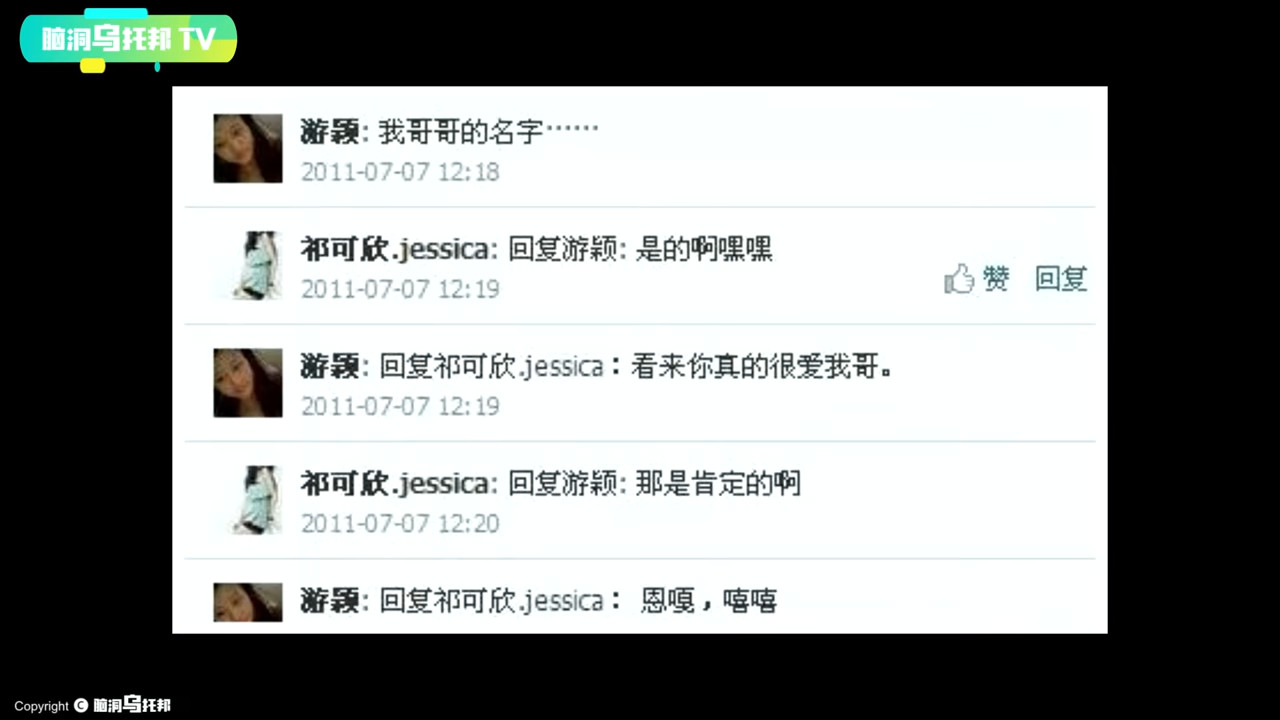 脑洞乌托邦 TV
游颖: 我哥哥的名字……
2011-07-07 12:18
祁可欣.jessica: 回复游颖: 是的啊嘿嘿
2011-07-07 12:19
赞 回复
游颖: 回复祁可欣.jessica：看来你真的很爱我哥。
2011-07-07 12:19
祁可欣.jessica: 回复游颖: 那是肯定的啊
2011-07-07 12:20
游颖: 回复祁可欣.jessica： 恩嘎，嘻嘻
Copyright © 脑洞乌托邦